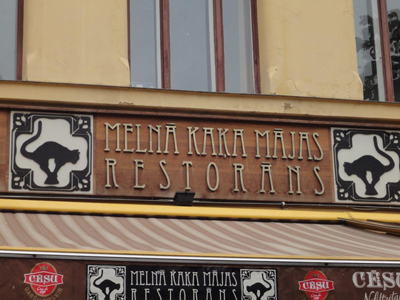 MELNĀ KAĶA MĀJAS
RESTORĀNS
CĒSU
MELNĀ KAĶA MĀJAS
RESTORĀNS
CĒSU
CĒSU